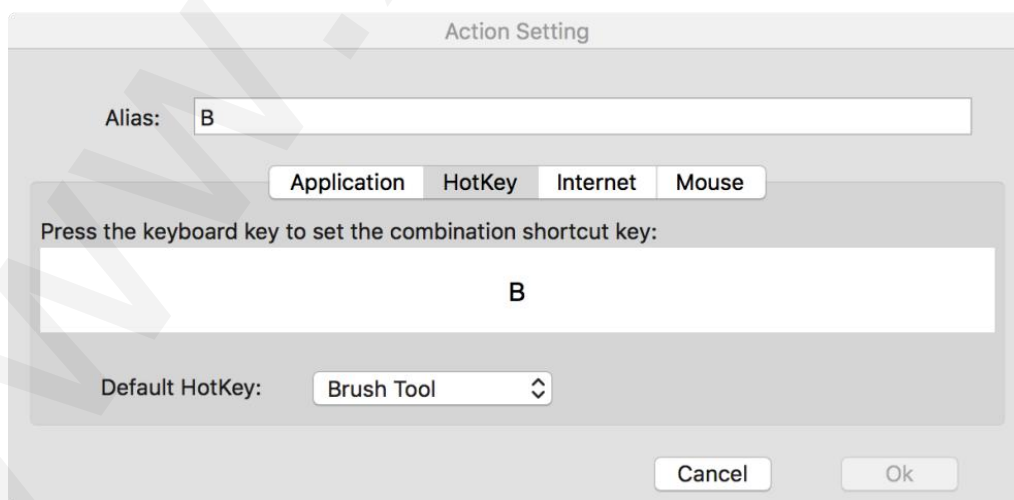 Action Setting
Alias: B
Application HotKey Internet Mouse
Press the keyboard key to set the combination shortcut key:
B
Default HotKey: Brush Tool
Cancel Ok